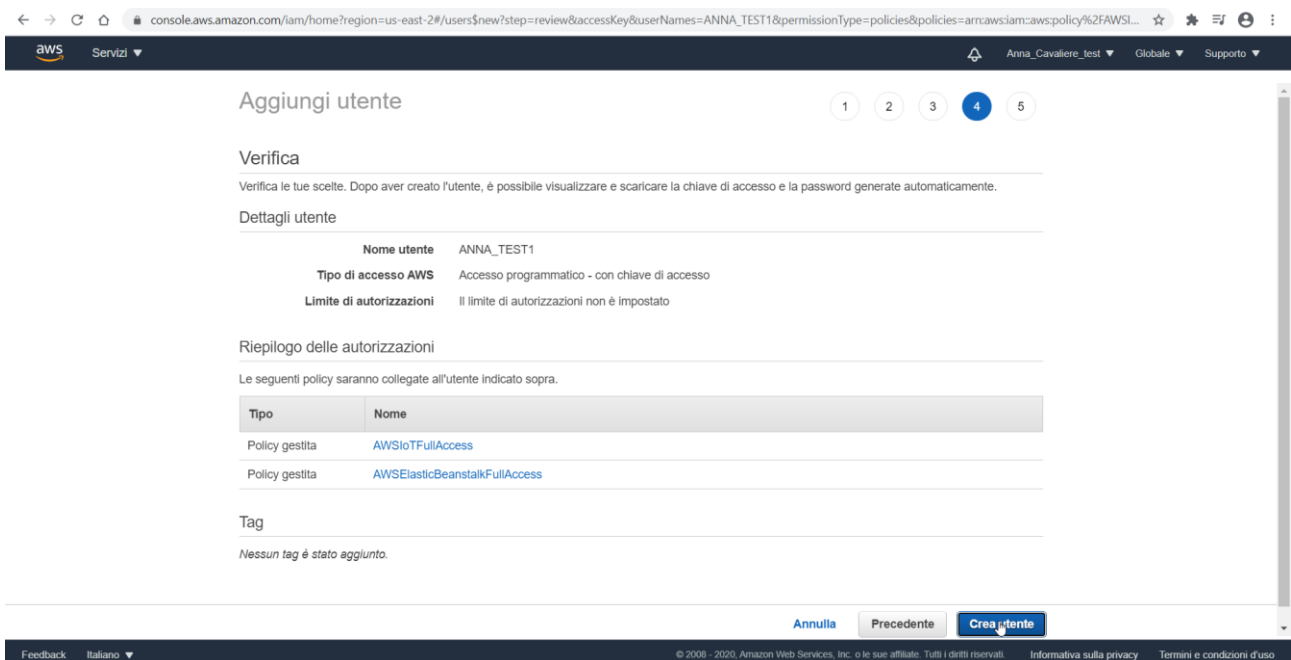 console.aws.amazon.com/iam/home?region=us-east-2#/users$new?step=review&accessKey&userNames=ANNA_TEST1&permissionType=policies&policies=arn:aws:iam::aws:policy%2FAWSI...
aws Servizi ▼ Anna_Cavaliere_test ▼ Globale ▼ Supporto ▼
Aggiungi utente 1 2 3 4 5
Verifica
Verifica le tue scelte. Dopo aver creato l'utente, è possibile visualizzare e scaricare la chiave di accesso e la password generate automaticamente.
Dettagli utente
Nome utente ANNA_TEST1
Tipo di accesso AWS Accesso programmatico - con chiave di accesso
Limite di autorizzazioni Il limite di autorizzazioni non è impostato
Riepilogo delle autorizzazioni
Le seguenti policy saranno collegate all'utente indicato sopra.
Tipo Nome
Policy gestita AWSIoTFullAccess
Policy gestita AWSElasticBeanstalkFullAccess
Tag
Nessun tag è stato aggiunto.
Annulla Precedente Crea utente
Feedback Italiano ▼ © 2008 - 2020, Amazon Web Services, Inc. o le sue affiliate. Tutti i diritti riservati. Informativa sulla privacy Termini e condizioni d'uso